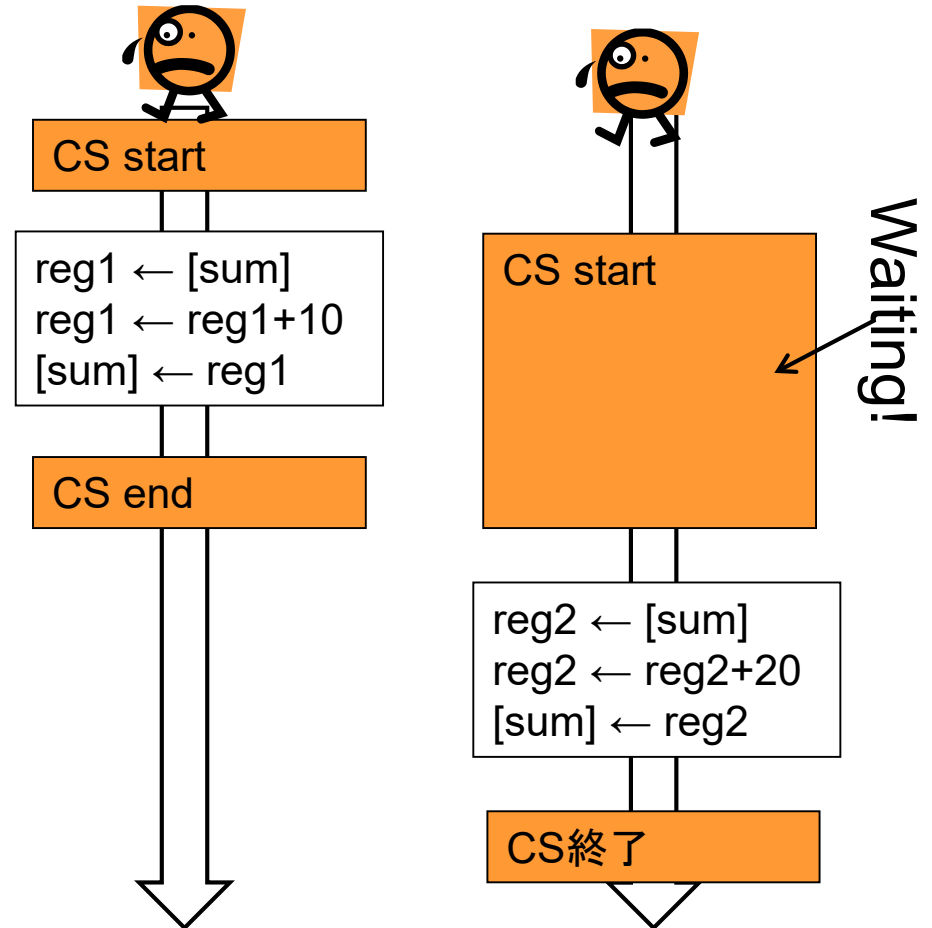 CS start
reg1 ← [sum]
reg1 ← reg1+10
[sum] ← reg1
CS end
CS start
Waiting!
reg2 ← [sum]
reg2 ← reg2+20
[sum] ← reg2
CS終了